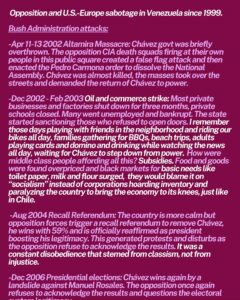 Opposition and U.S.-Europe sabotage in Venezuela since 1999.
Bush Administration attacks:
-Apr 11-13 2002 Altamira Massacre: Chávez govt was briefly
overthrown. The opposition CIA death squads firing at their own
people in this public square created a false flag attack and then
enacted the Pedro Carmona order to dissolve the National
Assembly. Chávez was almost killed, the masses took over the
streets and demanded the return of Chávez to power.
-Dec 2002 - Feb 2003 Oil and commerce strike: Most private
businesses and factories shut down for three months, private
schools closed. Many went unemployed and bankrupt. The state
started sanctioning those who refused to open doors. I remember
those days playing with friends in the neighborhood and riding our
bikes all day, families gathering for BBQs, beach trips, adults
playing cards and domino and drinking while watching the news
all day, waiting for Chávez to step down from power. How were
middle class people affording all this? Subsidies. Food and goods
were found overpriced and black markets for basic needs like
toilet paper, milk and flour surged, they would blame it on
"socialism" instead of corporations hoarding inventory and
paralyzing the country to bring the economy to its knees, just like
in Chile.
-Aug 2004 Recall Referendum: The country is more calm but
opposition forces trigger a recall referendum to remove Chávez,
he wins with 59% and is officially reaffirmed as president
boosting his legitimacy. This generated protests and disturbs as
the opposition refuse to acknowledge the results. It was a
constant disobedience that stemmed from classism, not from
injustice.
-Dec 2006 Presidential elections: Chávez wins again by a
landslide against Manuel Rosales. The opposition once again
refuses to acknowledge the results and questions the electoral